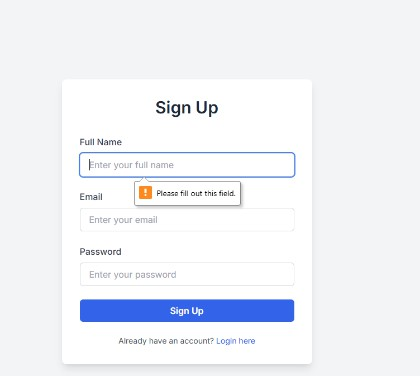 Sign Up
Full Name
Enter your full name
Please fill out this field.
Email
Enter your email
Password
Enter your password
Sign Up
Already have an account? Login here